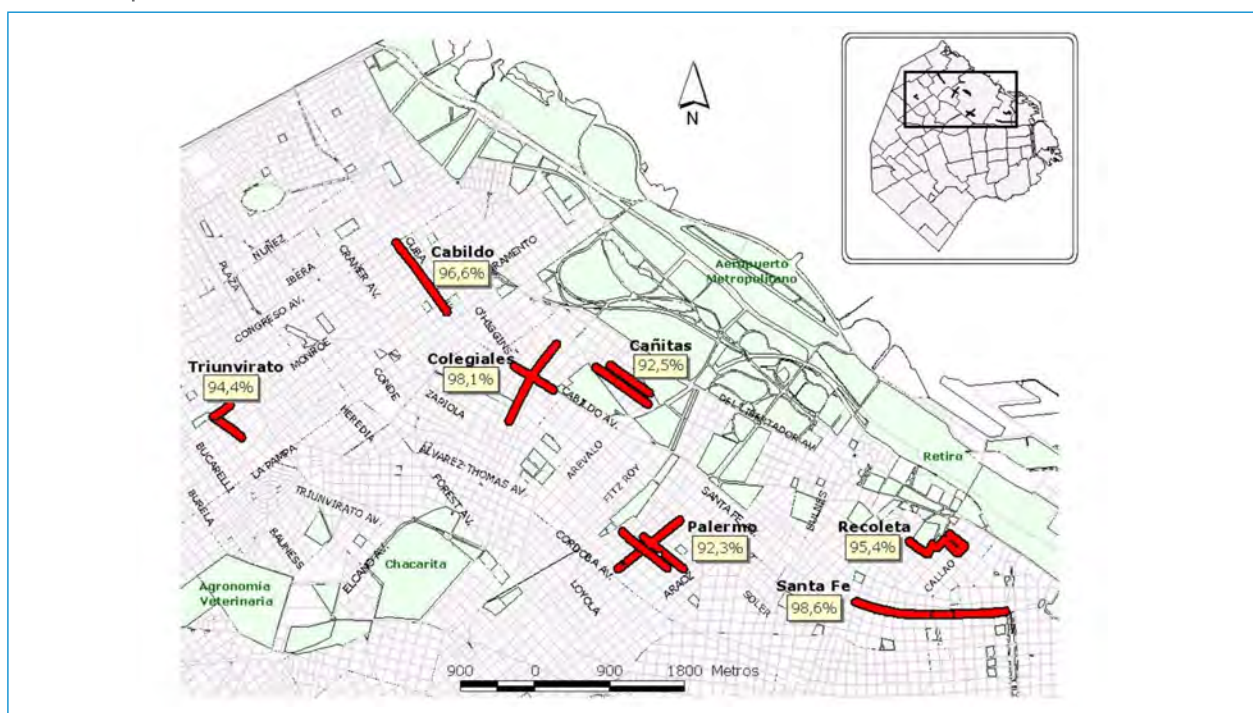 N
Cabildo
96,6%
CUBA
NUÑEZ
IBERA
CRAMER AV.
PLAZA
CONGRESO AV.
MONROE
O'HIGGINS
Aeropuerto
Metropolitano
Triunvirato
94,4%
Colegiales
98,1%
Cañitas
92,5%
CONDE
ZARIOLA
CABILDO AV.
DEL LIBERTADOR AV.
HEREDIA
LA PAMPA
BUCARELLI
BURELA
ALVAREZ THOMAS AV.
AREVALO
FITZ ROY
Retiro
TRIUNVIRATO AV.
FOREST AV.
SANTA FE
BULNES
BAUNESS
ELCANO AV.
CORDOBA AV.
Palermo
92,3%
Recoleta
95,4%
CALLAO
Chacarita
Agronomia
Veterinaria
LOYOLA
ARAOZ
SOLER
Santa Fe
98,6%
900 0 900 1800 Metros